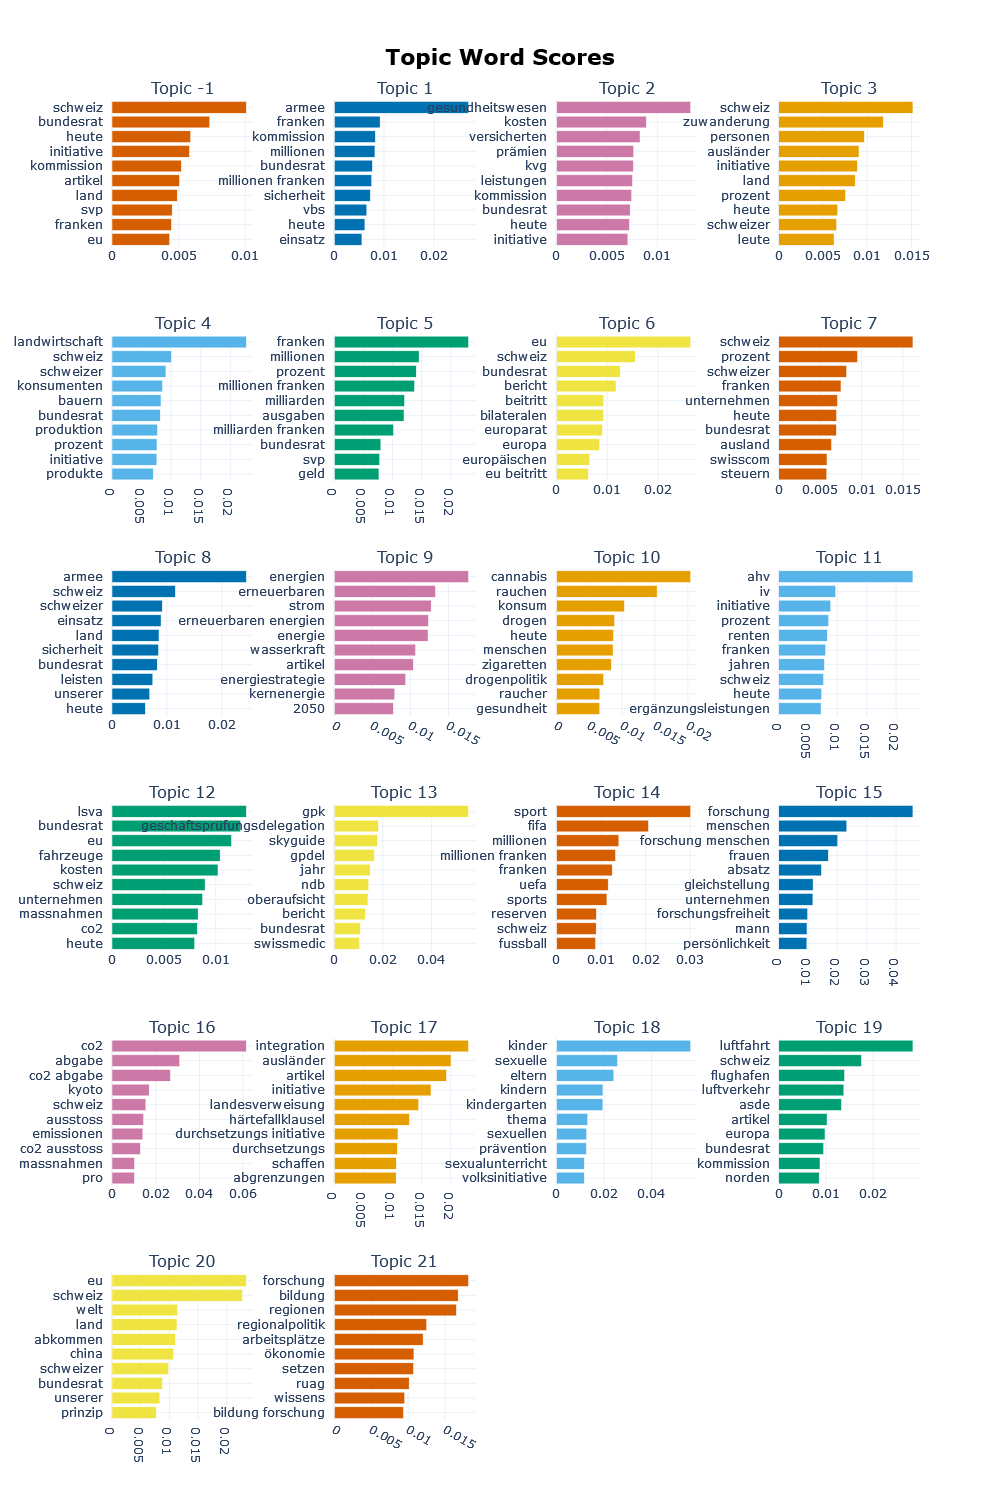 Topic Word Scores
Topic -1
schweiz
bundesrat
heute
initiative
kommission
artikel
land
svp
franken
eu
0 0.005 0.01
Topic 1
armee
franken
kommission
millionen
bundesrat
millionen franken
sicherheit
vbs
heute
einsatz
0 0.01 0.02
Topic 2
gesundheitswesen
kosten
versicherten
prämien
kvg
leistungen
kommission
bundesrat
heute
initiative
0 0.005 0.01
Topic 3
schweiz
zuwanderung
personen
ausländer
initiative
land
prozent
heute
schweizer
leute
0 0.005 0.01 0.015
Topic 4
landwirtschaft
schweiz
schweizer
konsumenten
bauern
bundesrat
produktion
prozent
initiative
produkte
0 0.005 0.01 0.015 0.02
Topic 5
franken
millionen
prozent
millionen franken
milliarden
ausgaben
milliarden franken
bundesrat
svp
geld
0 0.005 0.01 0.015 0.02
Topic 6
eu
schweiz
bundesrat
bericht
beitritt
bilateralen
europarat
europa
europäischen
eu beitritt
0 0.01 0.02
Topic 7
schweiz
prozent
schweizer
franken
unternehmen
heute
bundesrat
ausland
swisscom
steuern
0 0.005 0.01 0.015
Topic 8
armee
schweiz
schweizer
einsatz
land
sicherheit
bundesrat
leisten
unserer
heute
0 0.01 0.02
Topic 9
energien
erneuerbaren
strom
erneuerbaren energien
energie
wasserkraft
artikel
energiestrategie
kernenergie
2050
0 0.005 0.01 0.015
Topic 10
cannabis
rauchen
konsum
drogen
heute
menschen
zigaretten
drogenpolitik
raucher
gesundheit
0 0.005 0.01 0.015 0.02
Topic 11
ahv
iv
initiative
prozent
renten
franken
jahren
schweiz
heute
ergänzungsleistungen
0 0.005 0.01 0.015 0.02
Topic 12
lsva
bundesrat
eu
fahrzeuge
kosten
schweiz
unternehmen
massnahmen
co2
heute
0 0.005 0.01
Topic 13
gpk
geschäftsprüfungsdelegation
skyguide
gpdel
jahr
ndb
oberaufsicht
bericht
bundesrat
swissmedic
0 0.02 0.04
Topic 14
sport
fifa
millionen
millionen franken
franken
uefa
sports
reserven
schweiz
fussball
0 0.01 0.02 0.03
Topic 15
forschung
menschen
forschung menschen
frauen
absatz
gleichstellung
unternehmen
forschungsfreiheit
mann
persönlichkeit
0 0.01 0.02 0.03 0.04
Topic 16
co2
abgabe
co2 abgabe
kyoto
schweiz
ausstoss
emissionen
co2 ausstoss
massnahmen
pro
0 0.02 0.04 0.06
Topic 17
integration
ausländer
artikel
initiative
landesverweisung
härtefallklausel
durchsetzungs initiative
durchsetzungs
schaffen
abgrenzungen
0 0.005 0.01 0.015 0.02
Topic 18
kinder
sexuelle
eltern
kindern
kindergarten
thema
sexuellen
prävention
sexualunterricht
volksinitiative
0 0.02 0.04
Topic 19
luftfahrt
schweiz
flughafen
luftverkehr
asde
artikel
europa
bundesrat
kommission
norden
0 0.01 0.02
Topic 20
eu
schweiz
welt
land
abkommen
china
schweizer
bundesrat
unserer
prinzip
0 0.005 0.01 0.015 0.02
Topic 21
forschung
bildung
regionen
regionalpolitik
arbeitsplätze
ökonomie
setzen
ruag
wissens
bildung forschung
0 0.005 0.01 0.015